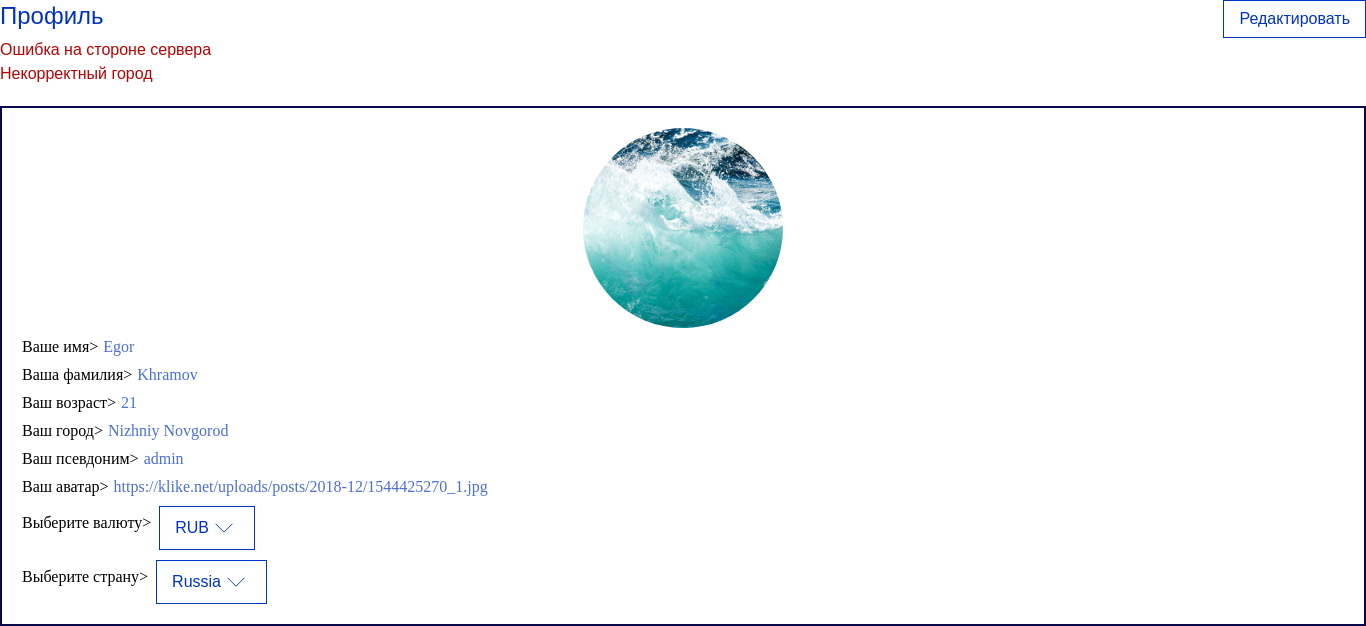 Профиль
Редактировать
Ошибка на стороне сервера
Некорректный город
Ваше имя> Egor
Ваша фамилия> Khramov
Ваш возраст> 21
Ваш город> Nizhniy Novgorod
Ваш псевдоним> admin
Ваш аватар> https://klike.net/uploads/posts/2018-12/1544425270_1.jpg
Выберите валюту> RUB
Выберите страну> Russia